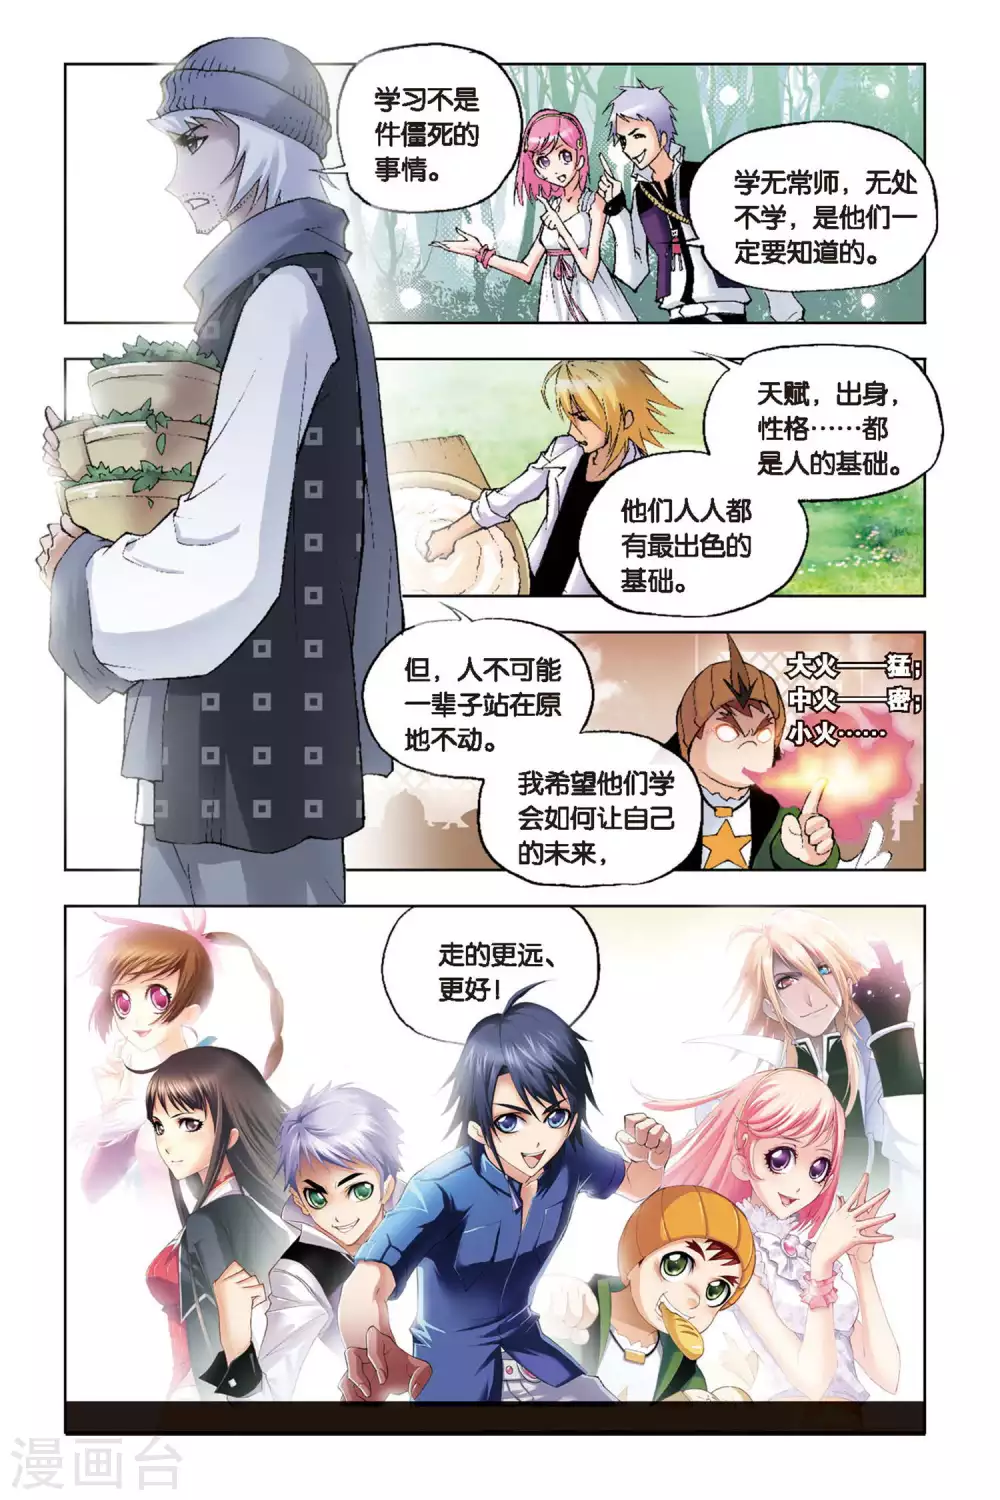 学习不是
件僵死的
事情。
学无常师，无处
不学，是他们一
定要知道的。
天赋，出身，
性格……都
是人的基础。
他们人人都
有最出色的
基础。
但，人不可能
一辈子站在原
地不动。
大火——猛；
中火——密；
小火……
我希望他们学
会如何让自己
的未来，
走的更远、
更好！
漫画台